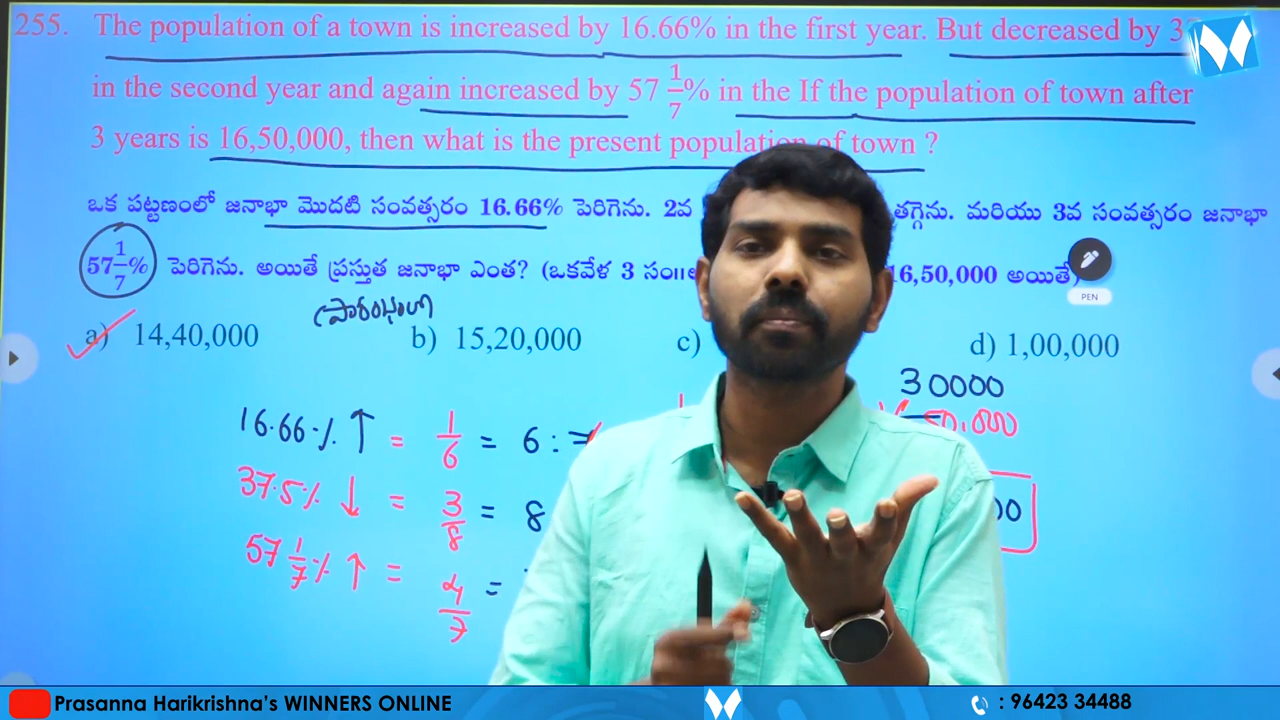 255. The population of a town is increased by 16.66% in the first year. But decreased by 3
in the second year and again increased by 57 1/7% in the If the population of town after
3 years is 16,50,000, then what is the present population of town ?
ఒక పట్టణంలో జనాభా మొదటి సంవత్సరం 16.66% పెరిగెను. 2వ తగ్గెను. మరియు 3వ సంవత్సరం జనాభా
57 1/7% పెరిగెను. అయితే ప్రస్తుత జనాభా ఎంత? (ఒకవేళ 3 సం॥ల 16,50,000 అయితే)
PEN
(ప్రారంభంలో)
a) 14,40,000 b) 15,20,000 c) d) 1,00,000
30000
16.66% ↑ = 1/6 = 6 : 7
50,000
37.5% ↓ = 3/8 = 8
00
57 1/7% ↑ = 4/7 =
Prasanna Harikrishna's WINNERS ONLINE : 96423 34488